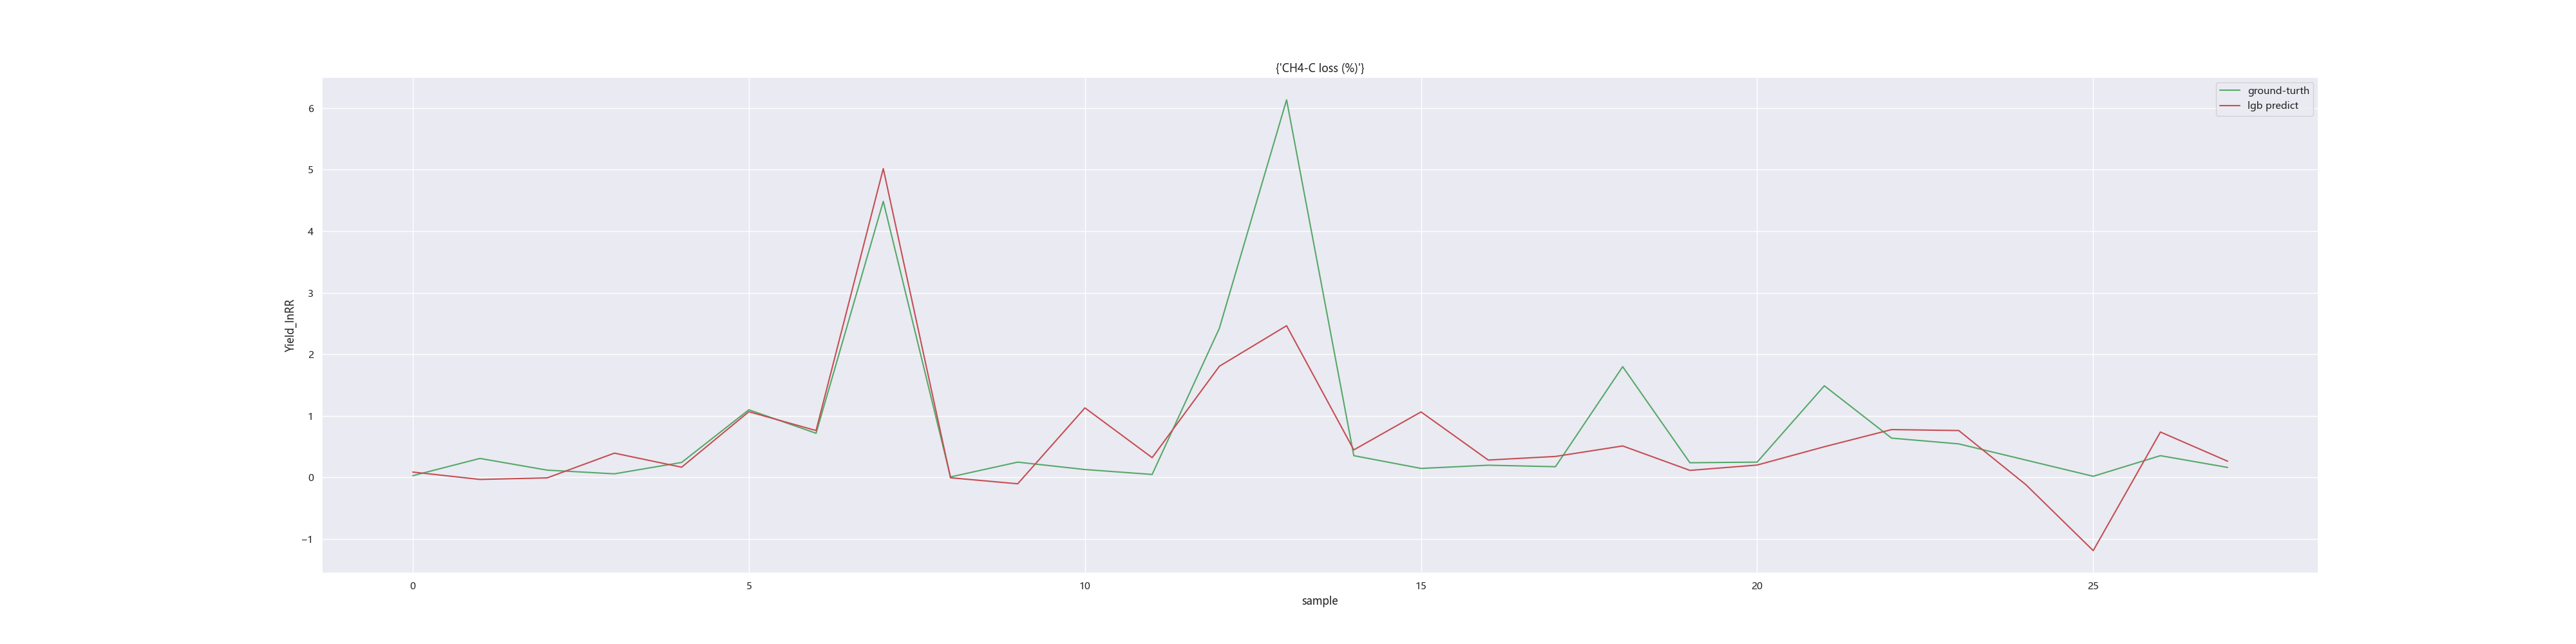 {'CH4-C loss (%)'}
ground-turth
lgb predict
6
5
4
3
2
1
0
−1
Yield_lnRR
0
5
10
15
20
25
sample